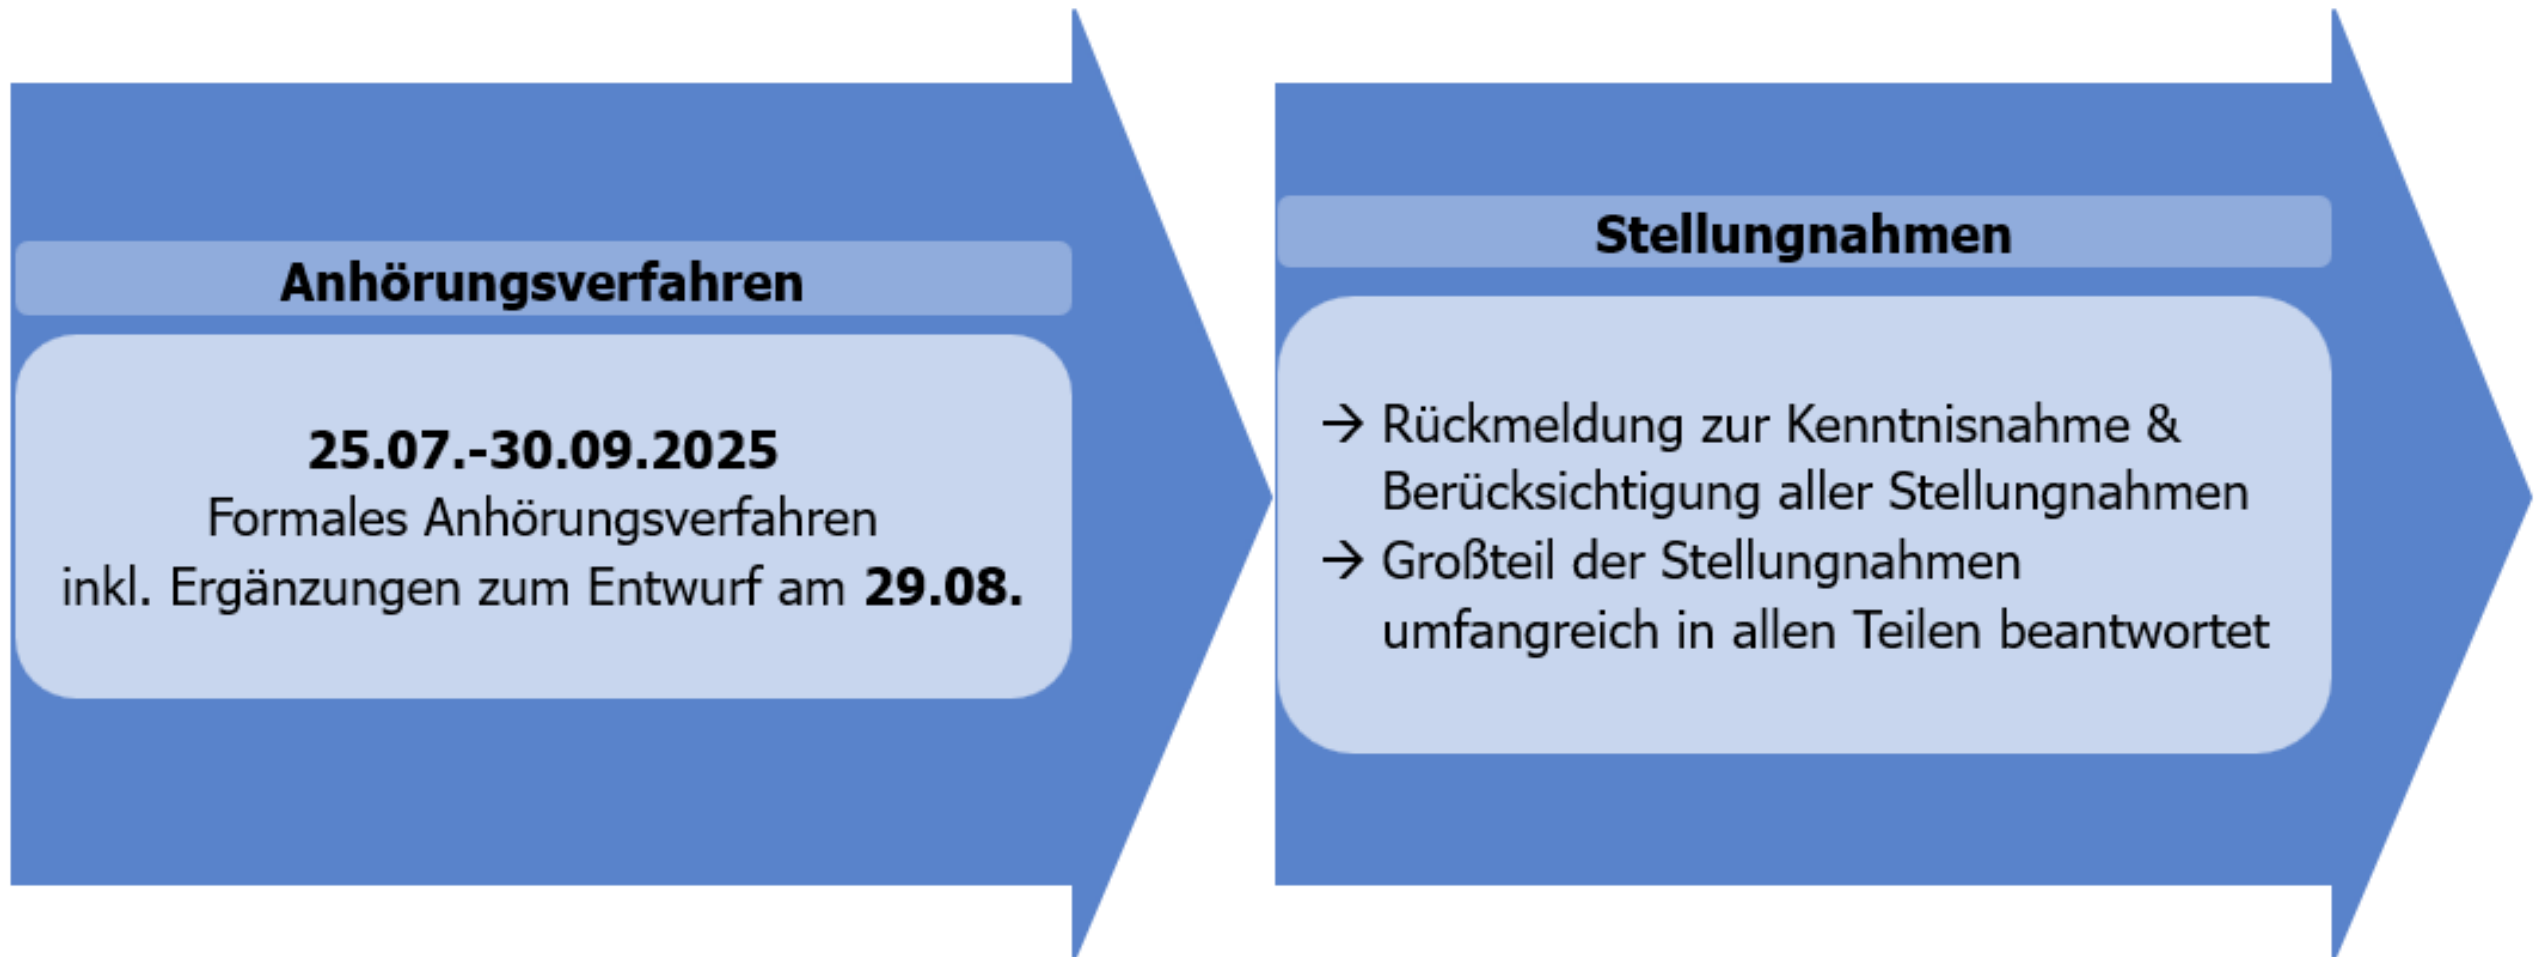 Anhörungsverfahren
25.07.-30.09.2025
Formales Anhörungsverfahren
inkl. Ergänzungen zum Entwurf am 29.08.
Stellungnahmen
→ Rückmeldung zur Kenntnisnahme &
Berücksichtigung aller Stellungnahmen
→ Großteil der Stellungnahmen
umfangreich in allen Teilen beantwortet